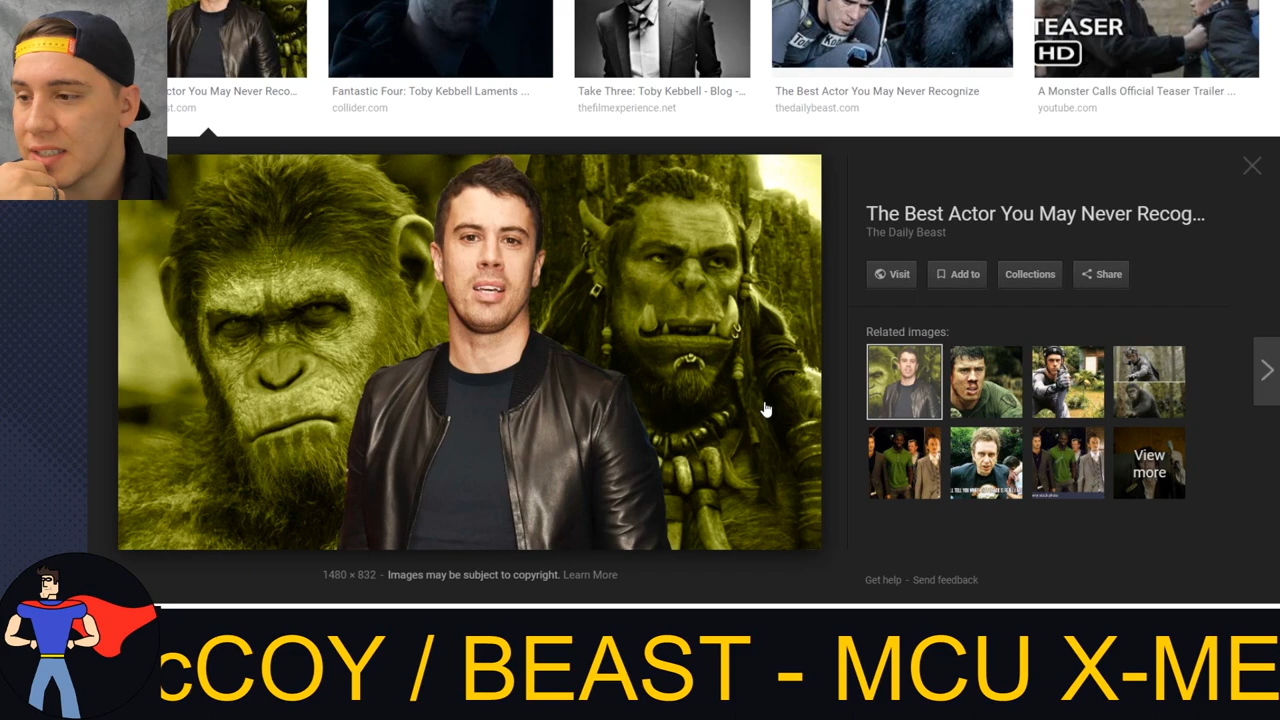 TEASER
HD
ctor You May Never Reco...
st.com
Fantastic Four: Toby Kebbell Laments ...
collider.com
Take Three: Toby Kebbell - Blog -...
thefilmexperience.net
The Best Actor You May Never Recognize
thedailybeast.com
A Monster Calls Official Teaser Trailer ...
youtube.com
The Best Actor You May Never Recog...
The Daily Beast
Visit
Add to
Collections
Share
Related images:
View
more
1480 × 832 - Images may be subject to copyright. Learn More
Get help - Send feedback
cCOY / BEAST - MCU X-ME